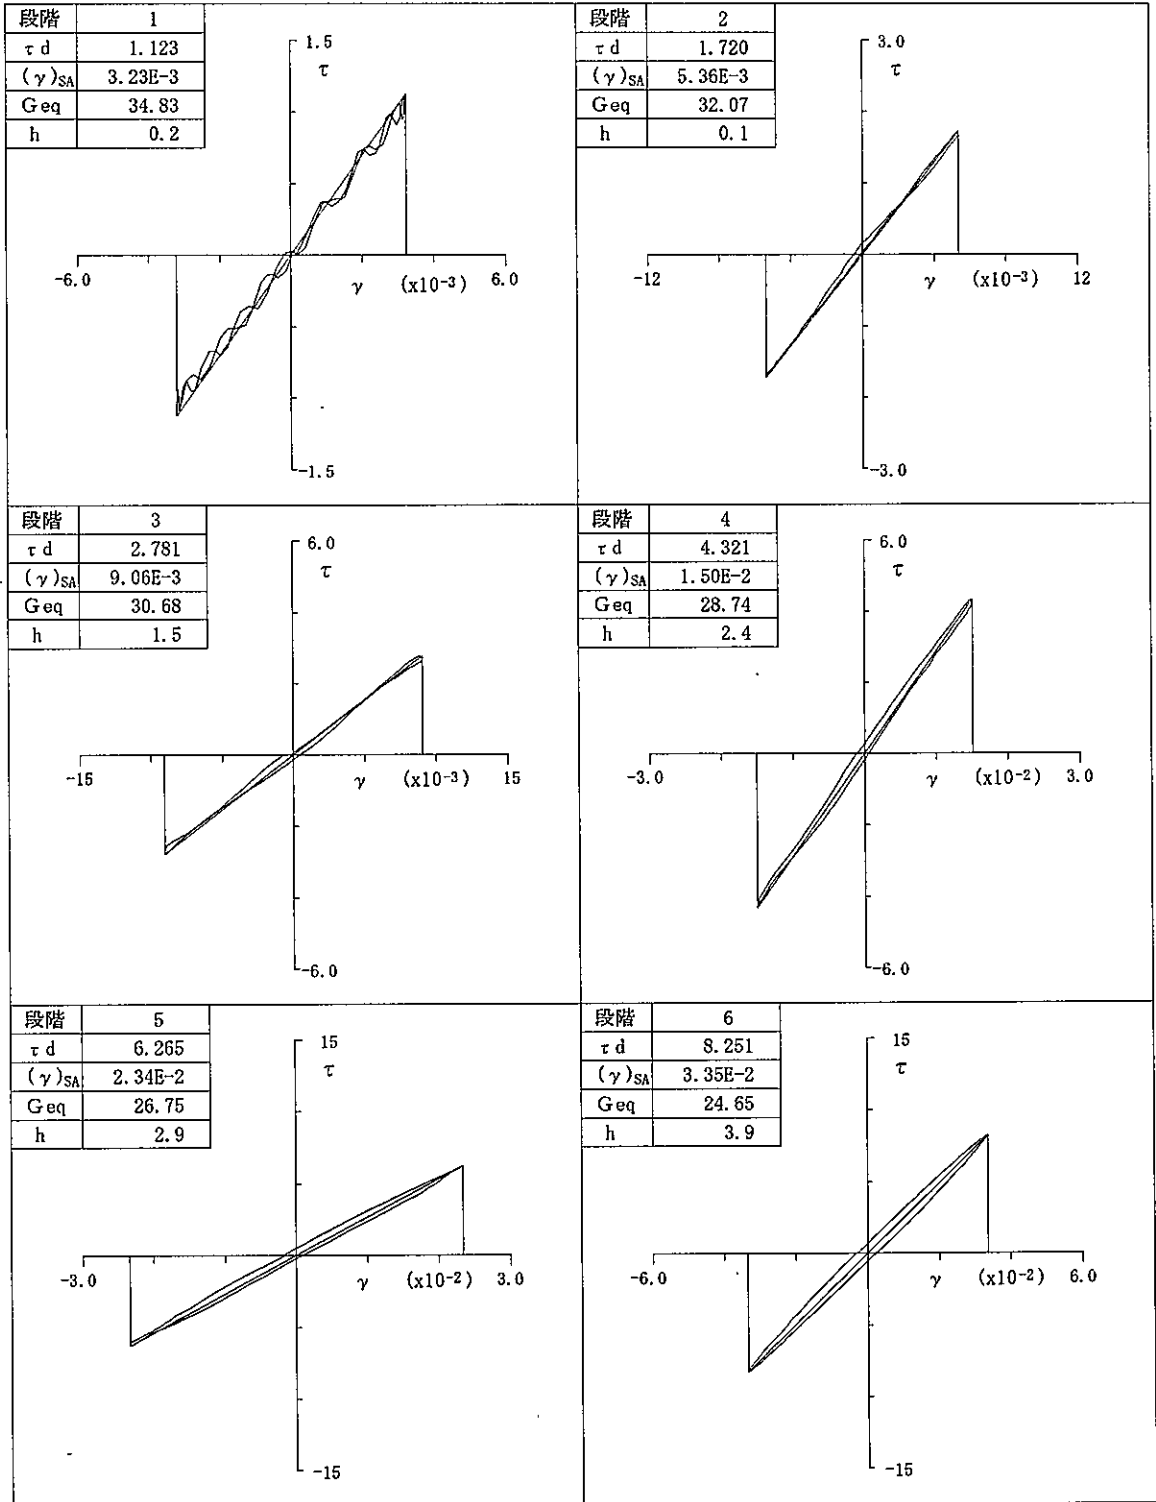 段階 1
τd 1.123
(γ)SA 3.23E-3
Geq 34.83
h 0.2
1.5
τ
-6.0
γ (x10-3) 6.0
-1.5
段階 2
τd 1.720
(γ)SA 5.36E-3
Geq 32.07
h 0.1
3.0
τ
-12
γ (x10-3) 12
-3.0
段階 3
τd 2.781
(γ)SA 9.06E-3
Geq 30.68
h 1.5
6.0
τ
-15
γ (x10-3) 15
-6.0
段階 4
τd 4.321
(γ)SA 1.50E-2
Geq 28.74
h 2.4
6.0
τ
-3.0
γ (x10-2) 3.0
-6.0
段階 5
τd 6.265
(γ)SA 2.34E-2
Geq 26.75
h 2.9
15
τ
-3.0
γ (x10-2) 3.0
-15
段階 6
τd 8.251
(γ)SA 3.35E-2
Geq 24.65
h 3.9
15
τ
-6.0
γ (x10-2) 6.0
-15